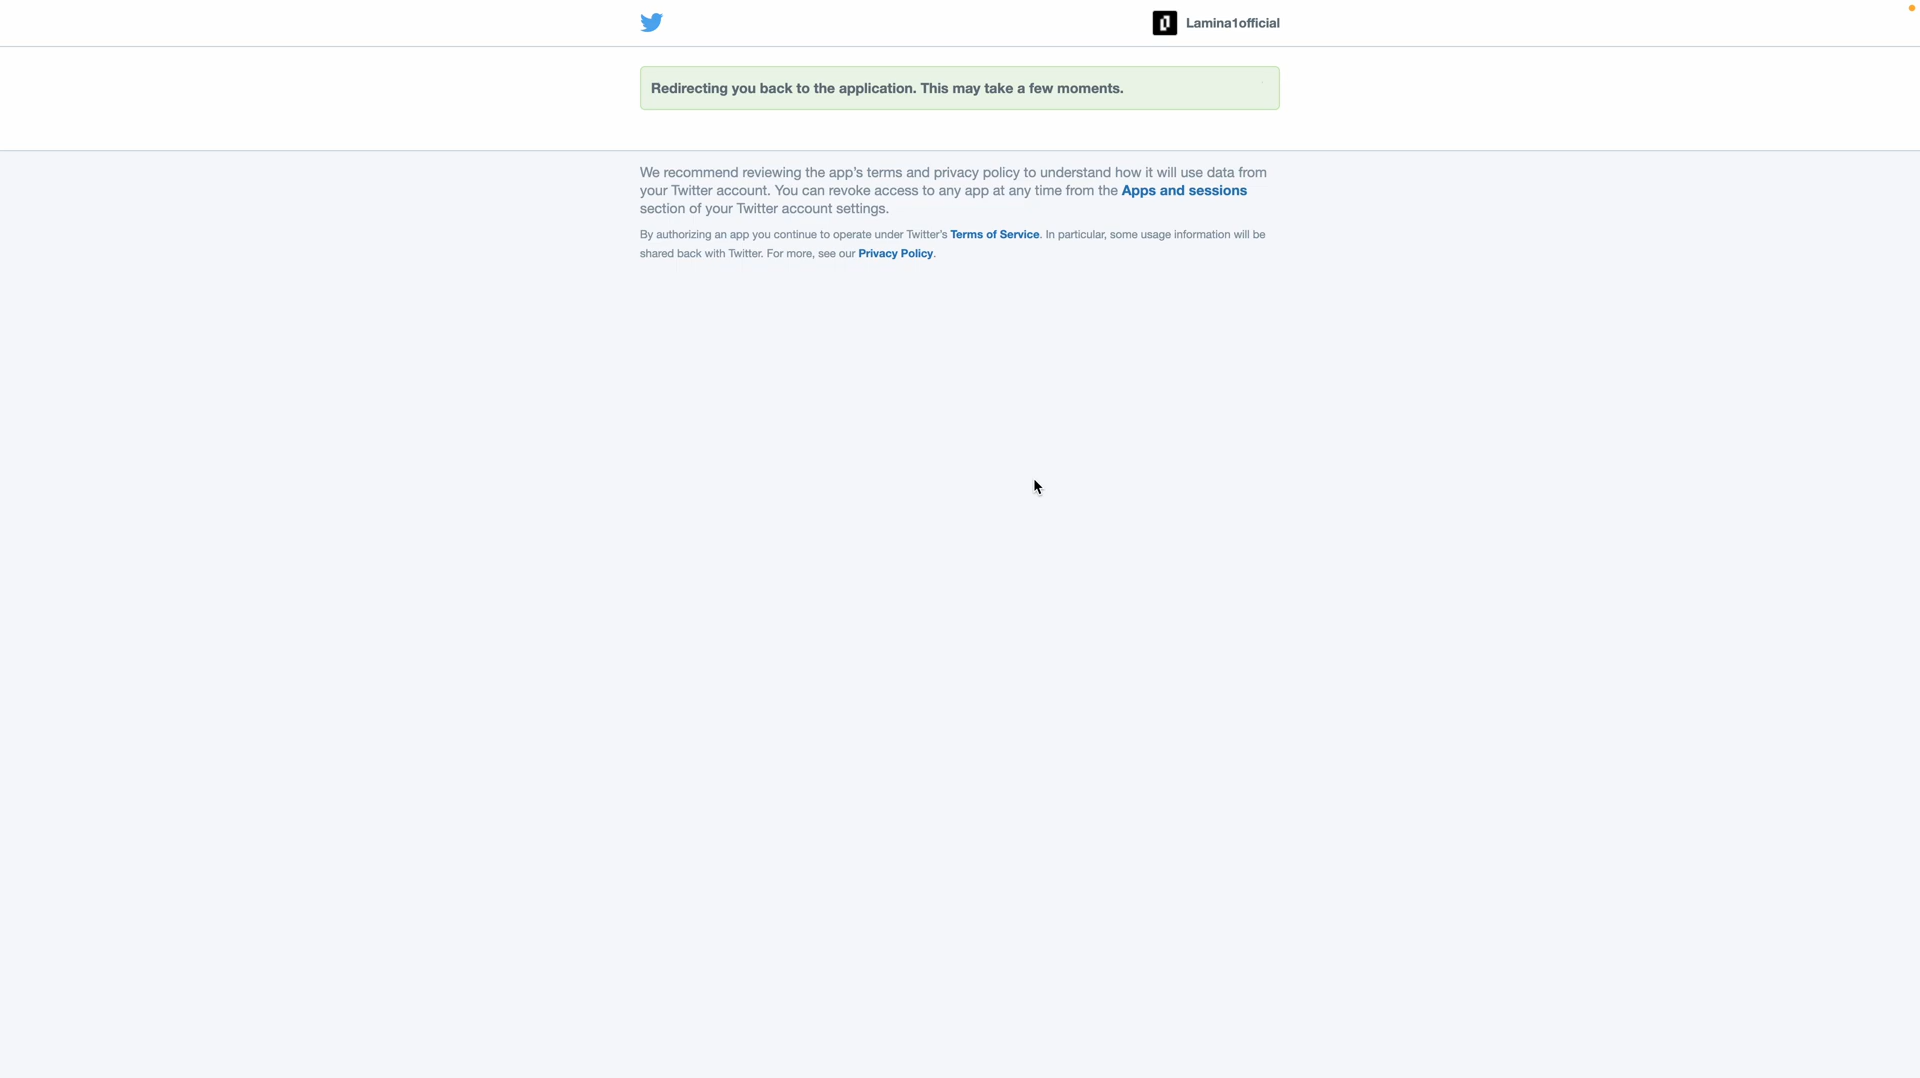 Lamina1official
Redirecting you back to the application. This may take a few moments.
We recommend reviewing the app's terms and privacy policy to understand how it will use data from
your Twitter account. You can revoke access to any app at any time from the Apps and sessions
section of your Twitter account settings.
By authorizing an app you continue to operate under Twitter's Terms of Service. In particular, some usage information will be
shared back with Twitter. For more, see our Privacy Policy.